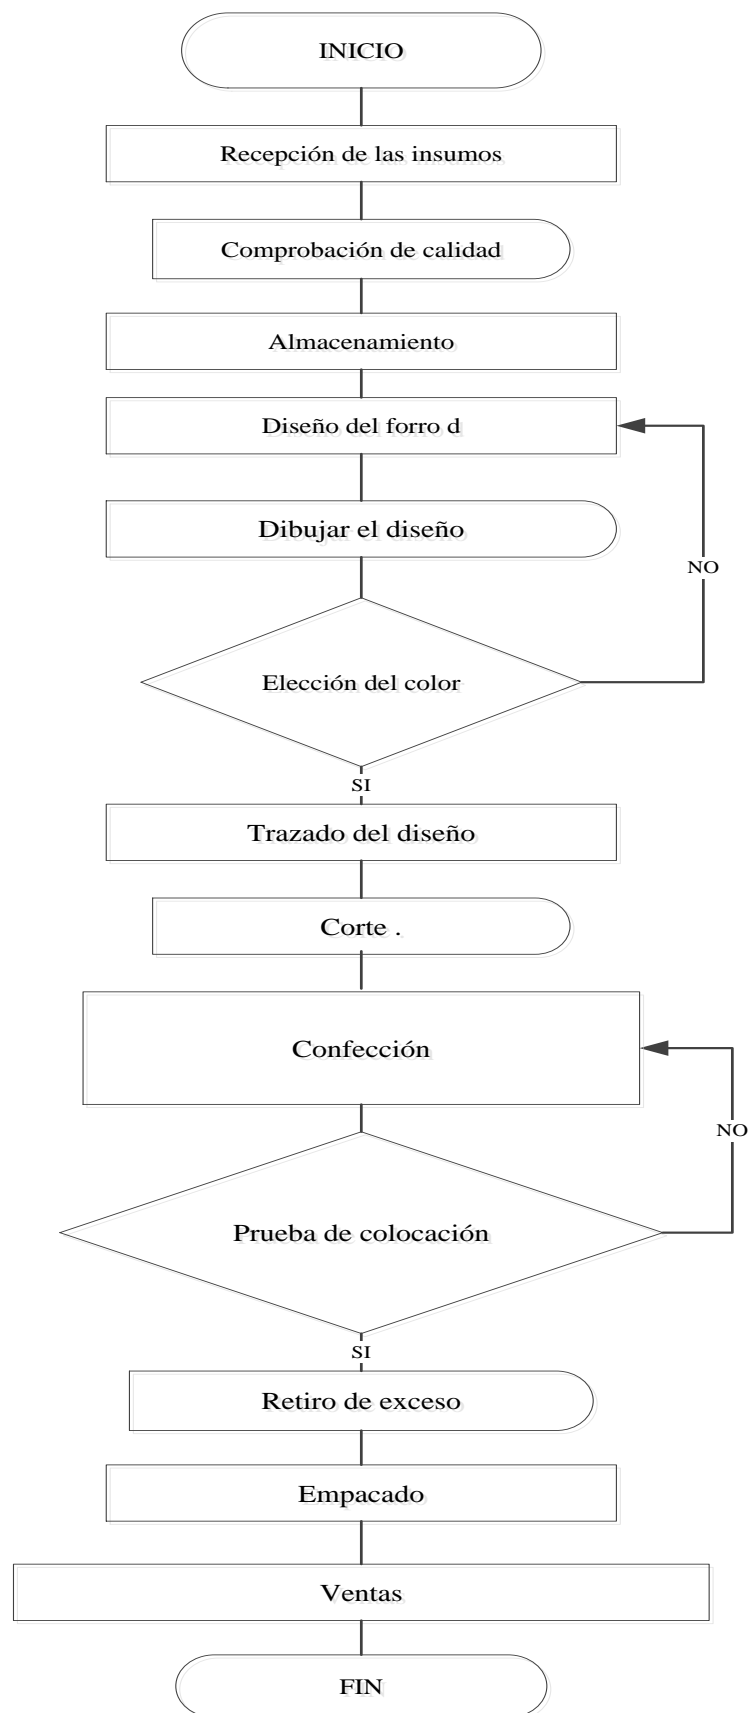 INICIO
Recepción de las insumos
Comprobación de calidad
Almacenamiento
Diseño del forro d
Dibujar el diseño
NO
Elección del color
SI
Trazado del diseño
Corte .
Confección
NO
Prueba de colocación
SI
Retiro de exceso
Empacado
Ventas
FIN